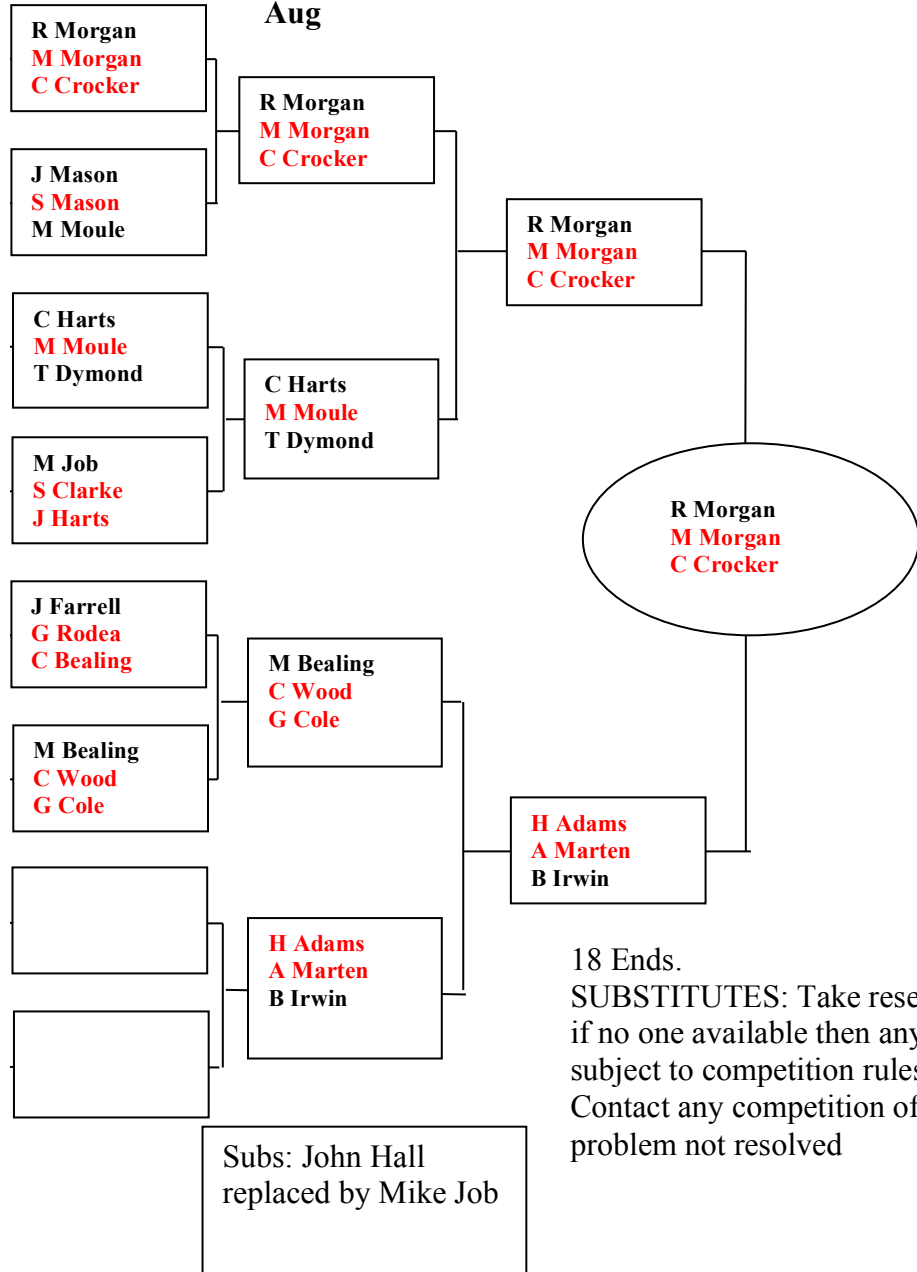 Aug
R Morgan
M Morgan
C Crocker
J Mason
S Mason
M Moule
C Harts
M Moule
T Dymond
M Job
S Clarke
J Harts
J Farrell
G Rodea
C Bealing
M Bealing
C Wood
G Cole
R Morgan
M Morgan
C Crocker
C Harts
M Moule
T Dymond
M Bealing
C Wood
G Cole
H Adams
A Marten
B Irwin
R Morgan
M Morgan
C Crocker
H Adams
A Marten
B Irwin
R Morgan
M Morgan
C Crocker
18 Ends.
SUBSTITUTES: Take rese
if no one available then any
subject to competition rules
Contact any competition of
problem not resolved
Subs: John Hall
replaced by Mike Job